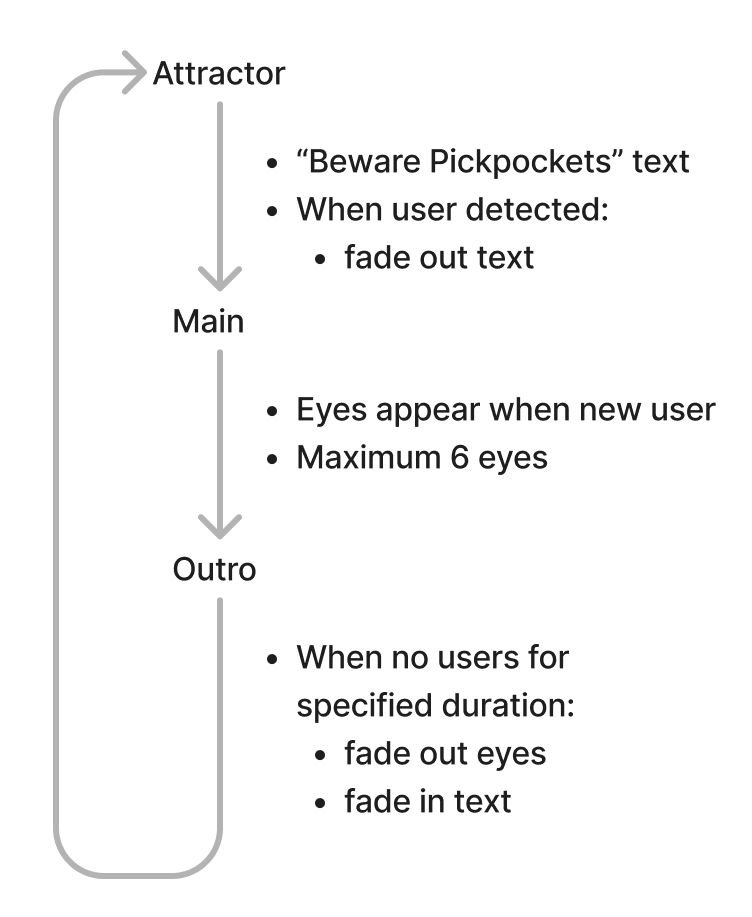 Attractor
• “Beware Pickpockets” text
• When user detected:
• fade out text
Main
• Eyes appear when new user
• Maximum 6 eyes
Outro
• When no users for
specified duration:
• fade out eyes
• fade in text